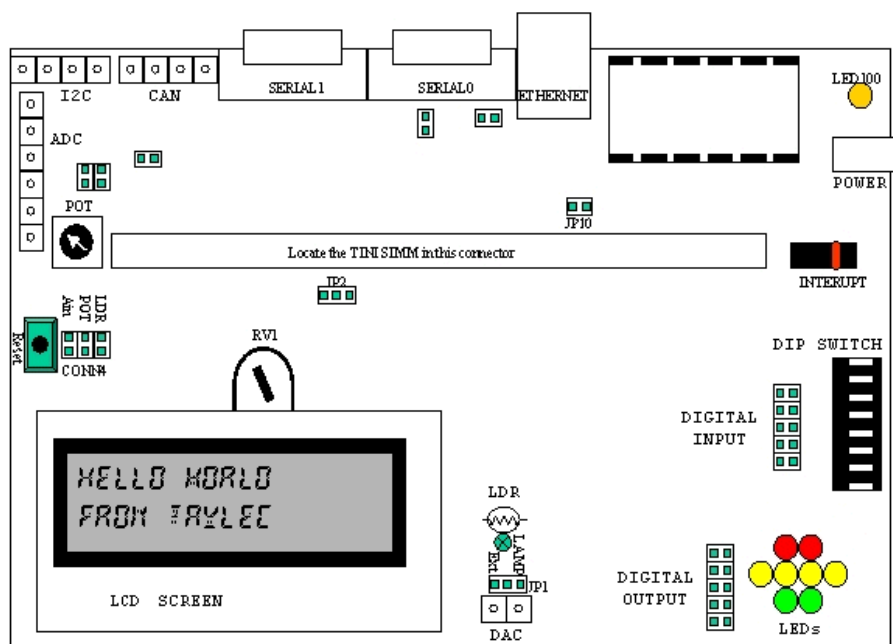 LED100
I2C
CAN
SERIAL1
SERIAL0
ETHERNET
ADC
POWER
POT
JP10
Locate the TINI SIMM in this connector
INTERUPT
JP2
Ain
POT
LDR
Reset
CONN4
RV1
DIP SWITCH
DIGITAL
INPUT
HELLO WORLD
FROM TAYLEC
LDR
LAMP
Ext
JP1
DIGITAL
OUTPUT
LCD SCREEN
DAC
LEDs